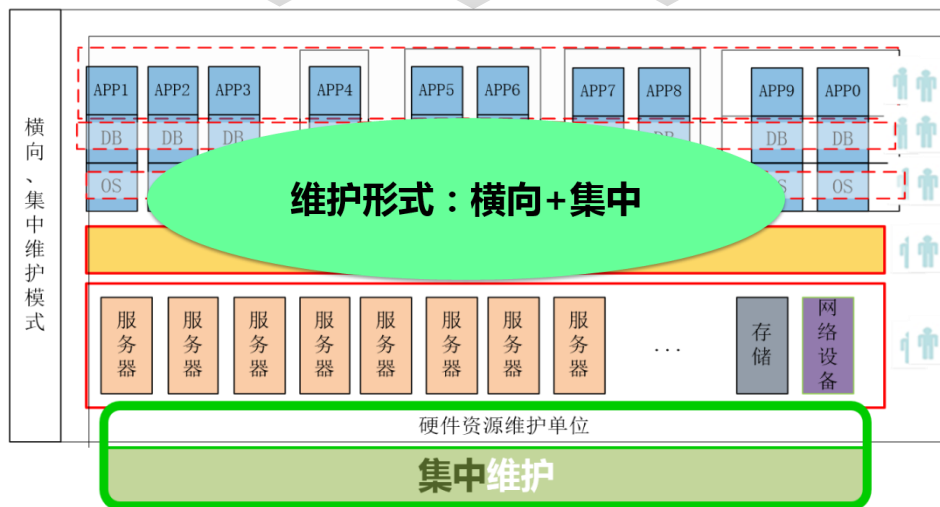 横向、集中维护模式
APP1 APP2 APP3 APP4 APP5 APP6 APP7 APP8 APP9 APP0
DB DB DB DB DB DB
OS OS
维护形式：横向+集中
服务器 服务器 服务器 服务器 服务器 服务器 服务器 服务器 ... 存储 网络设备
硬件资源维护单位
集中维护